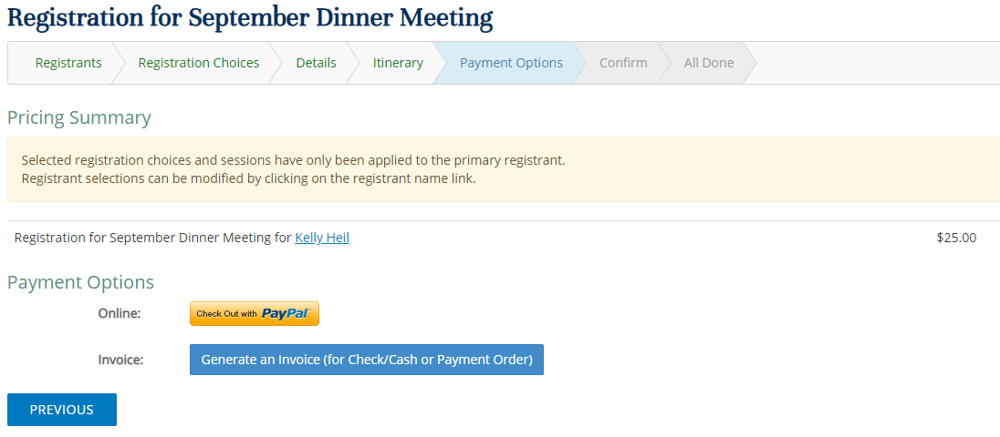 Registration for September Dinner Meeting
Registrants Registration Choices Details Itinerary Payment Options Confirm All Done
Pricing Summary
Selected registration choices and sessions have only been applied to the primary registrant.
Registrant selections can be modified by clicking on the registrant name link.
Registration for September Dinner Meeting for Kelly Heil $25.00
Payment Options
Online: Check Out with PayPal
Invoice: Generate an Invoice (for Check/Cash or Payment Order)
PREVIOUS